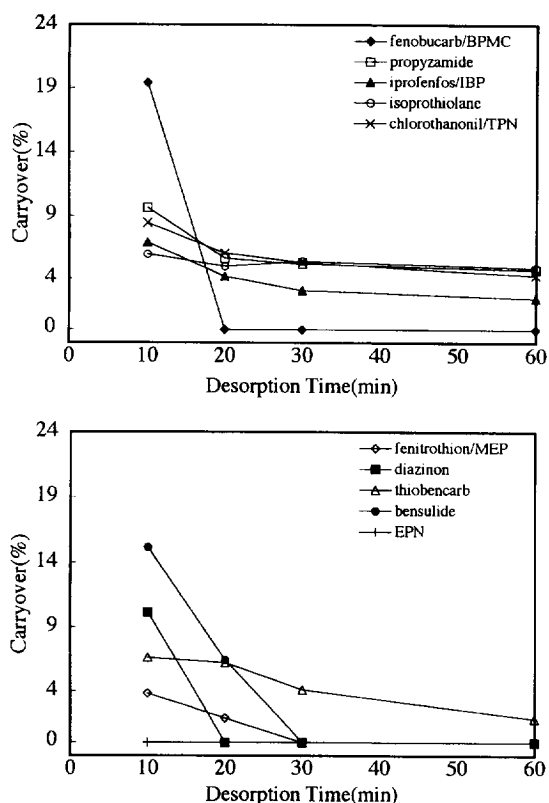 24
19
14
9
4
0
Carryover(%)
fenobucarb/BPMC
propyzamide
iprofenfos/IBP
isoprothiolane
chlorothanonil/TPN
0 10 20 30 40 50 60
Desorption Time(min)
24
19
14
9
4
0
Carryover(%)
fenitrothion/MEP
diazinon
thiobencarb
bensulide
EPN
0 10 20 30 40 50 60
Desorption Time(min)